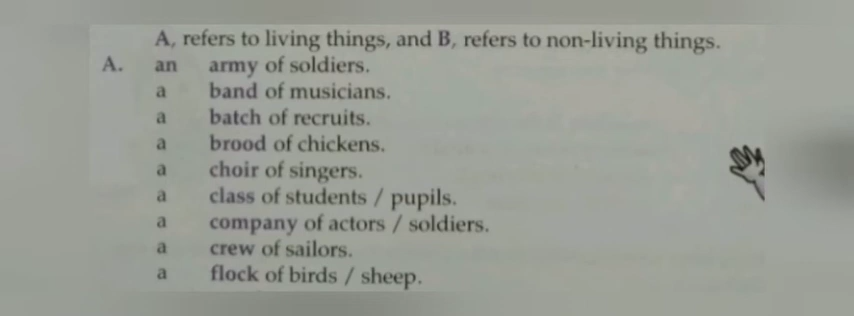 A, refers to living things, and B, refers to non-living things.
A. an army of soldiers.
a band of musicians.
a batch of recruits.
a brood of chickens.
a choir of singers.
a class of students / pupils.
a company of actors / soldiers.
a crew of sailors.
a flock of birds / sheep.